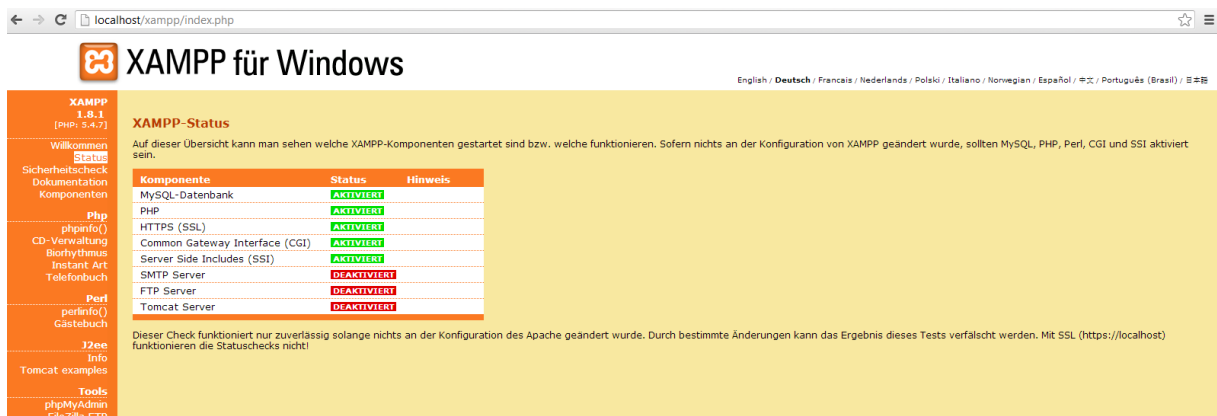 localhost/xampp/index.php
XAMPP für Windows
English / Deutsch / Francais / Nederlands / Polski / Italiano / Norwegian / Español / 中文 / Português (Brasil) / 日本語
XAMPP
1.8.1
[PHP: 5.4.7]
Willkommen
Status
Sicherheitscheck
Dokumentation
Komponenten
Php
phpinfo()
CD-Verwaltung
Biorhythmus
Instant Art
Telefonbuch
Perl
perlinfo()
Gästebuch
J2ee
Info
Tomcat examples
Tools
phpMyAdmin
FileZilla FTP
XAMPP-Status
Auf dieser Übersicht kann man sehen welche XAMPP-Komponenten gestartet sind bzw. welche funktionieren. Sofern nichts an der Konfiguration von XAMPP geändert wurde, sollten MySQL, PHP, Perl, CGI und SSI aktiviert
sein.
Komponente Status Hinweis
MySQL-Datenbank AKTIVIERT
PHP AKTIVIERT
HTTPS (SSL) AKTIVIERT
Common Gateway Interface (CGI) AKTIVIERT
Server Side Includes (SSI) AKTIVIERT
SMTP Server DEAKTIVIERT
FTP Server DEAKTIVIERT
Tomcat Server DEAKTIVIERT
Dieser Check funktioniert nur zuverlässig solange nichts an der Konfiguration des Apache geändert wurde. Durch bestimmte Änderungen kann das Ergebnis dieses Tests verfälscht werden. Mit SSL (https://localhost)
funktionieren die Statuschecks nicht!